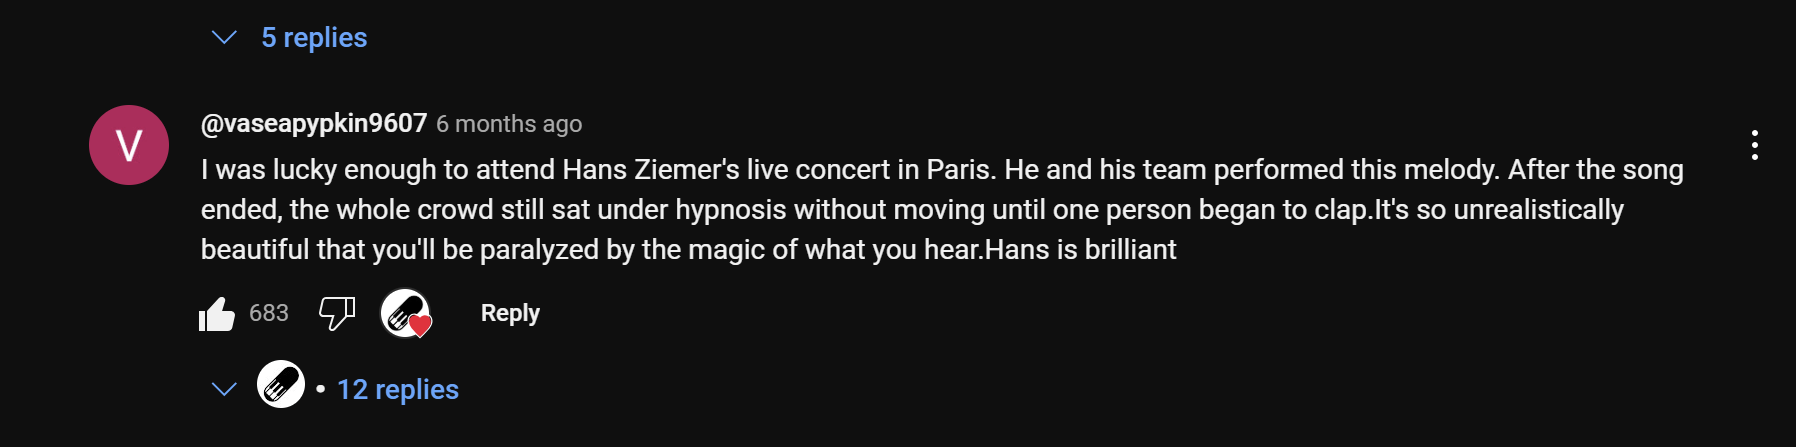 5 replies
V
@vaseapypkin9607 6 months ago
I was lucky enough to attend Hans Ziemer's live concert in Paris. He and his team performed this melody. After the song
ended, the whole crowd still sat under hypnosis without moving until one person began to clap.It's so unrealistically
beautiful that you'll be paralyzed by the magic of what you hear.Hans is brilliant
683 Reply
• 12 replies